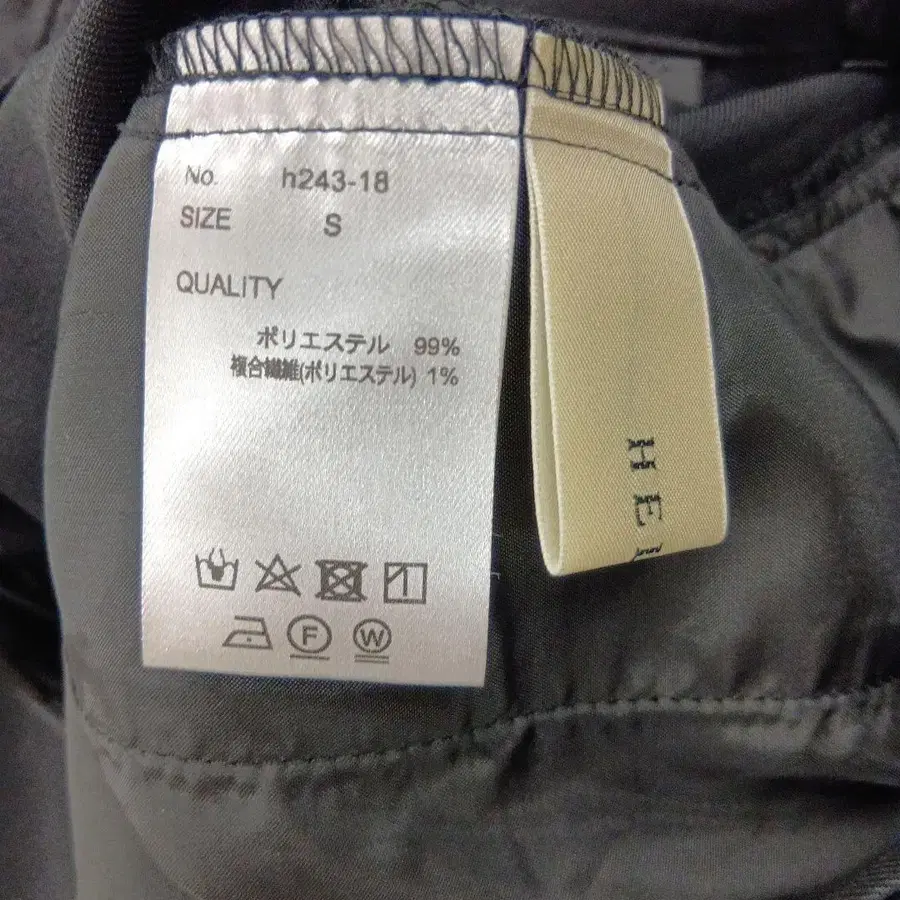 No. h243-18
SIZE S
QUALITY
ポリエステル 99%
複合繊維(ポリエステル) 1%
F
W
HE